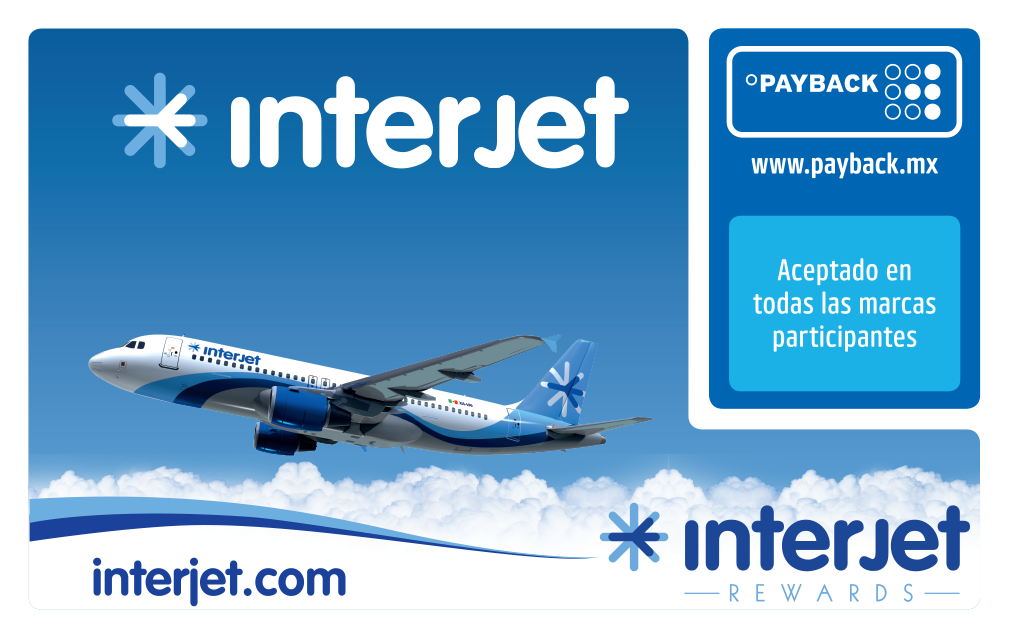 interjet
PAYBACK
www.payback.mx
Aceptado en
todas las marcas
participantes
interjet
interjet.com
interjet
REWARDS